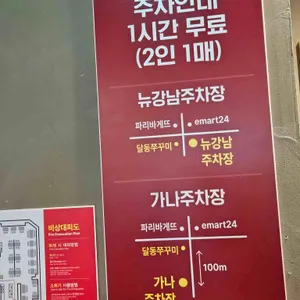 주차안내
1시간 무료
(2인 1매)
뉴강남주차장
파리바게뜨
emart24
달동쭈꾸미
뉴강남
주차장
가나주차장
파리바게뜨
emart24
달동쭈꾸미
100m
가나
주차장
비상대피도
Fire Evacuation Plan